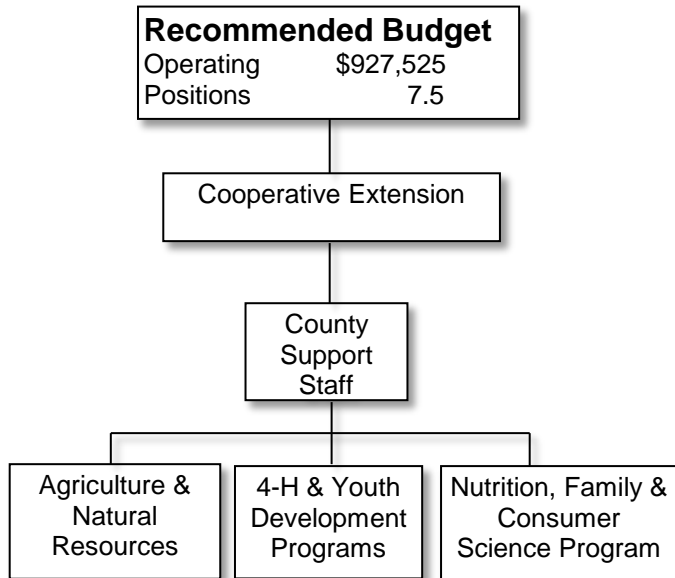 Recommended Budget
Operating $927,525
Positions 7.5
Cooperative Extension
County
Support
Staff
Agriculture &
Natural
Resources
4-H & Youth
Development
Programs
Nutrition, Family &
Consumer
Science Program